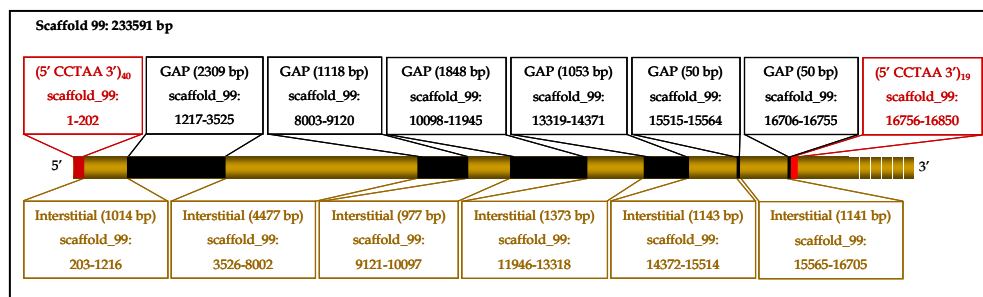 Scaffold 99: 233591 bp
(5′ CCTAA 3′)40
scaffold_99:
1-202
GAP (2309 bp)
scaffold_99:
1217-3525
GAP (1118 bp)
scaffold_99:
8003-9120
GAP (1848 bp)
scaffold_99:
10098-11945
GAP (1053 bp)
scaffold_99:
13319-14371
GAP (50 bp)
scaffold_99:
15515-15564
GAP (50 bp)
scaffold_99:
16706-16755
(5′ CCTAA 3′)19
scaffold_99:
16756-16850
5′
3′
Interstitial (1014 bp)
scaffold_99:
203-1216
Interstitial (4477 bp)
scaffold_99:
3526-8002
Interstitial (977 bp)
scaffold_99:
9121-10097
Interstitial (1373 bp)
scaffold_99:
11946-13318
Interstitial (1143 bp)
scaffold_99:
14372-15514
Interstitial (1141 bp)
scaffold_99:
15565-16705